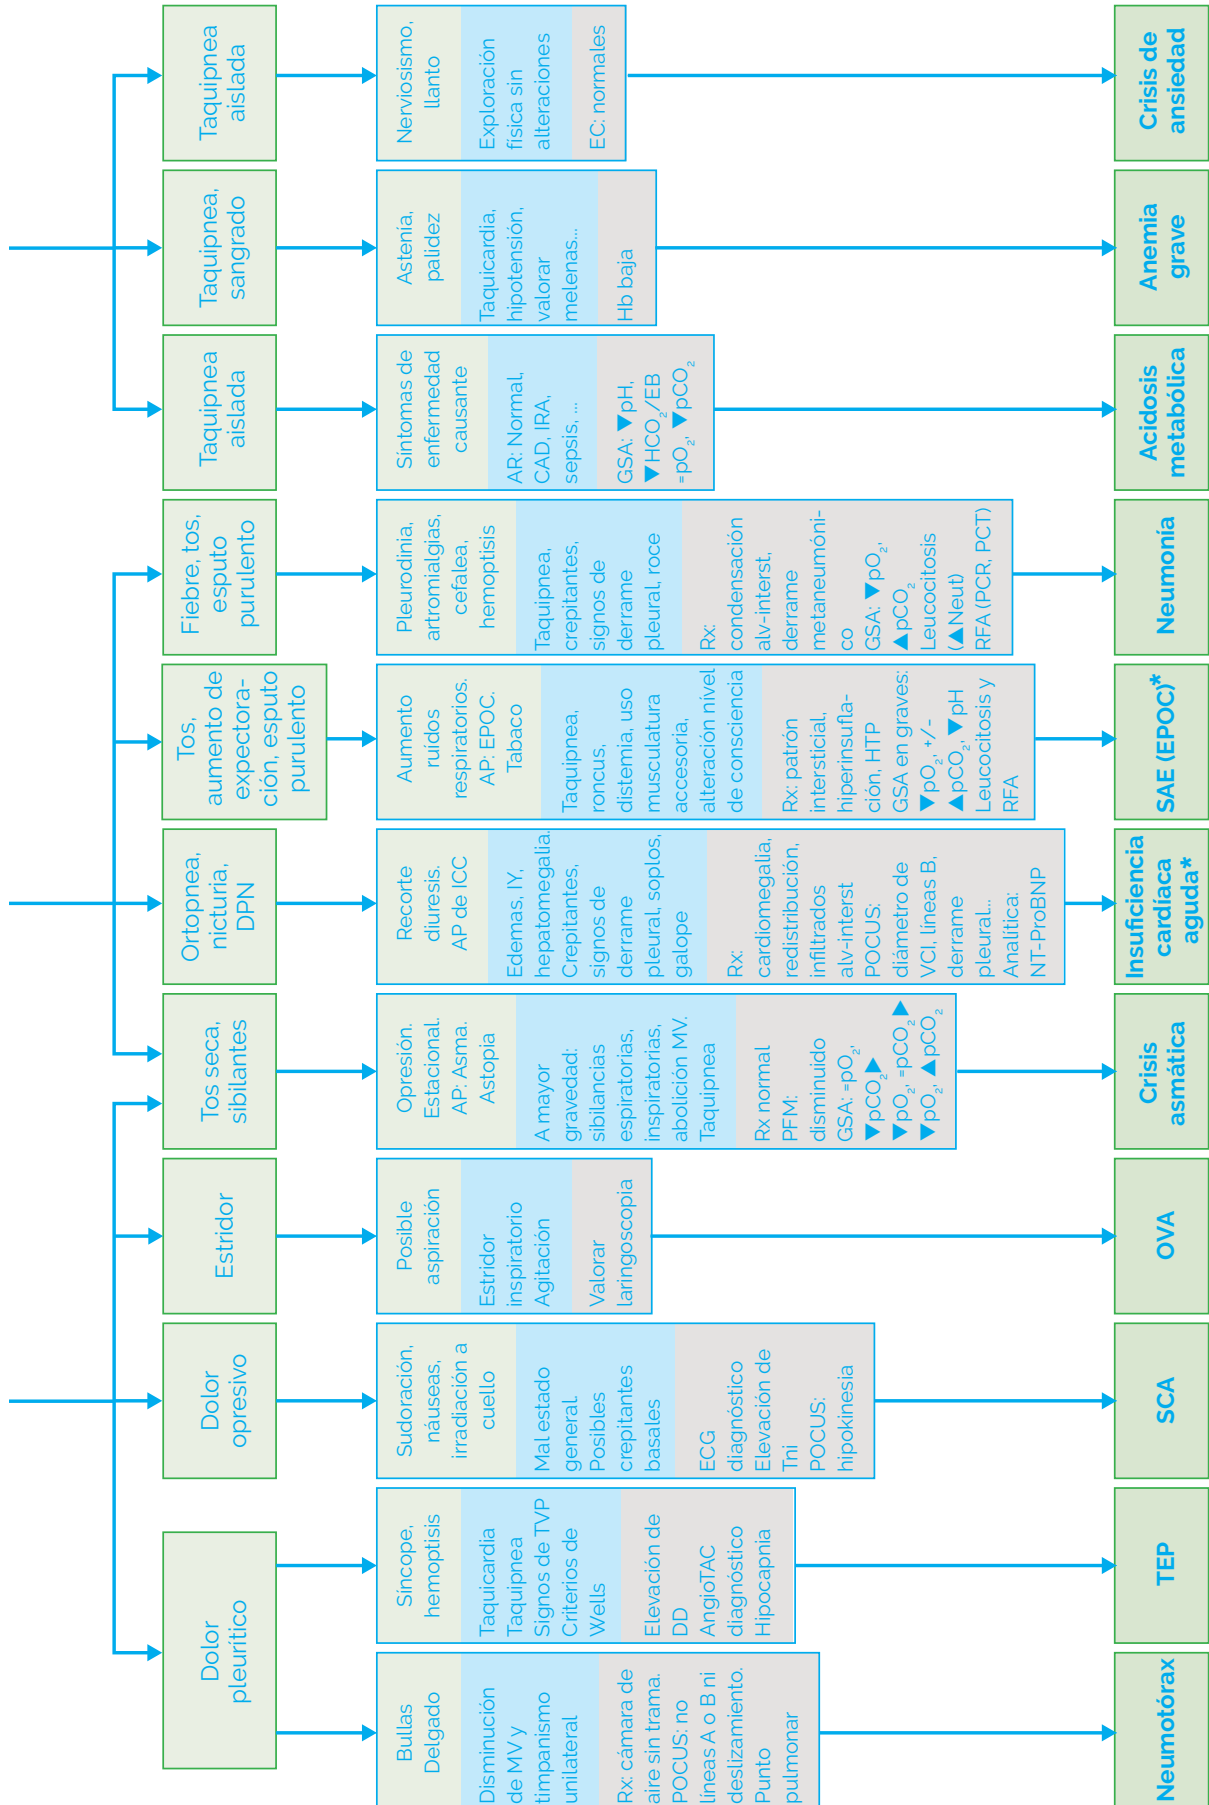 Dolor
pleurítico
Dolor
opresivo
Estridor
Tos seca,
sibilantes
Ortopnea,
nicturia,
DPN
Tos,
aumento de
expectora-
ción, esputo
purulento
Fiebre, tos,
esputo
purulento
Taquipnea
aislada
Taquipnea,
sangrado
Taquipnea
aislada
Bullas
Delgado
Disminución
de MV y
timpanismo
unilateral
Rx: cámara de
aire sin trama.
POCUS: no
líneas A o B ni
deslizamiento.
Punto
pulmonar
Neumotórax
Síncope,
hemoptisis
Taquicardia
Taquipnea
Signos de TVP
Criterios de
Wells
Elevación de
DD
AngioTAC
diagnóstico
Hipocapnia
TEP
Sudoración,
náuseas,
irradiación a
cuello
Mal estado
general.
Posibles
crepitantes
basales
ECG
diagnóstico
Elevación de
Tni
POCUS:
hipokinesia
SCA
Posible
aspiración
Estridor
inspiratorio
Agitación
Valorar
laringoscopia
OVA
Opresión.
Estacional.
AP: Asma.
Astopia
A mayor
gravedad:
sibilancias
espiratorias,
inspiratorias,
abolición MV.
Taquipnea
Rx normal
PFM:
disminuido
GSA: =pO₂,
▼pCO₂▶
▼pO₂, =pCO₂▶
▼pO₂, ▲pCO₂
Crisis
asmática
Recorte
diuresis.
AP de ICC
Edemas, IY,
hepatomegalia.
Crepitantes,
signos de
derrame
pleural, soplos,
galope
Rx:
cardiomegalia,
redistribución,
infiltrados
alv-interst
POCUS:
diámetro de
VCI, líneas B,
derrame
pleural...
Analítica:
NT-ProBNP
Insuficiencia
cardíaca
aguda*
Aumento
ruidos
respiratorios.
AP: EPOC.
Tabaco
Taquipnea,
roncus,
distemia, uso
musculatura
accesoria,
alteración nivel
de consciencia
Rx: patrón
intersticial,
hiperinsufla-
ción, HTP
GSA en graves:
▼pO₂ +/-
▲pCO₂, ▼pH
Leucocitosis y
RFA
SAE (EPOC)*
Pleurodinia,
artromialgias,
cefalea,
hemoptisis
Taquipnea,
crepitantes,
signos de
derrame
pleural, roce
Rx:
condensación
alv-interst,
derrame
metaneumóni-
co
GSA: ▼pO₂,
▲pCO₂
Leucocitosis
(▲Neut)
RFA (PCR, PCT)
Neumonía
Síntomas de
enfermedad
causante
AR: Normal,
CAD, IRA,
sepsis, ...
GSA: ▼pH,
▼HCO₂/EB
=pO₂, ▼pCO₂
Acidosis
metabólica
Astenia,
palidez
Taquicardia,
hipotensión,
valorar
melenas...
Hb baja
Anemia
grave
Nerviosismo,
llanto
Exploración
física sin
alteraciones
EC: normales
Crisis de
ansiedad